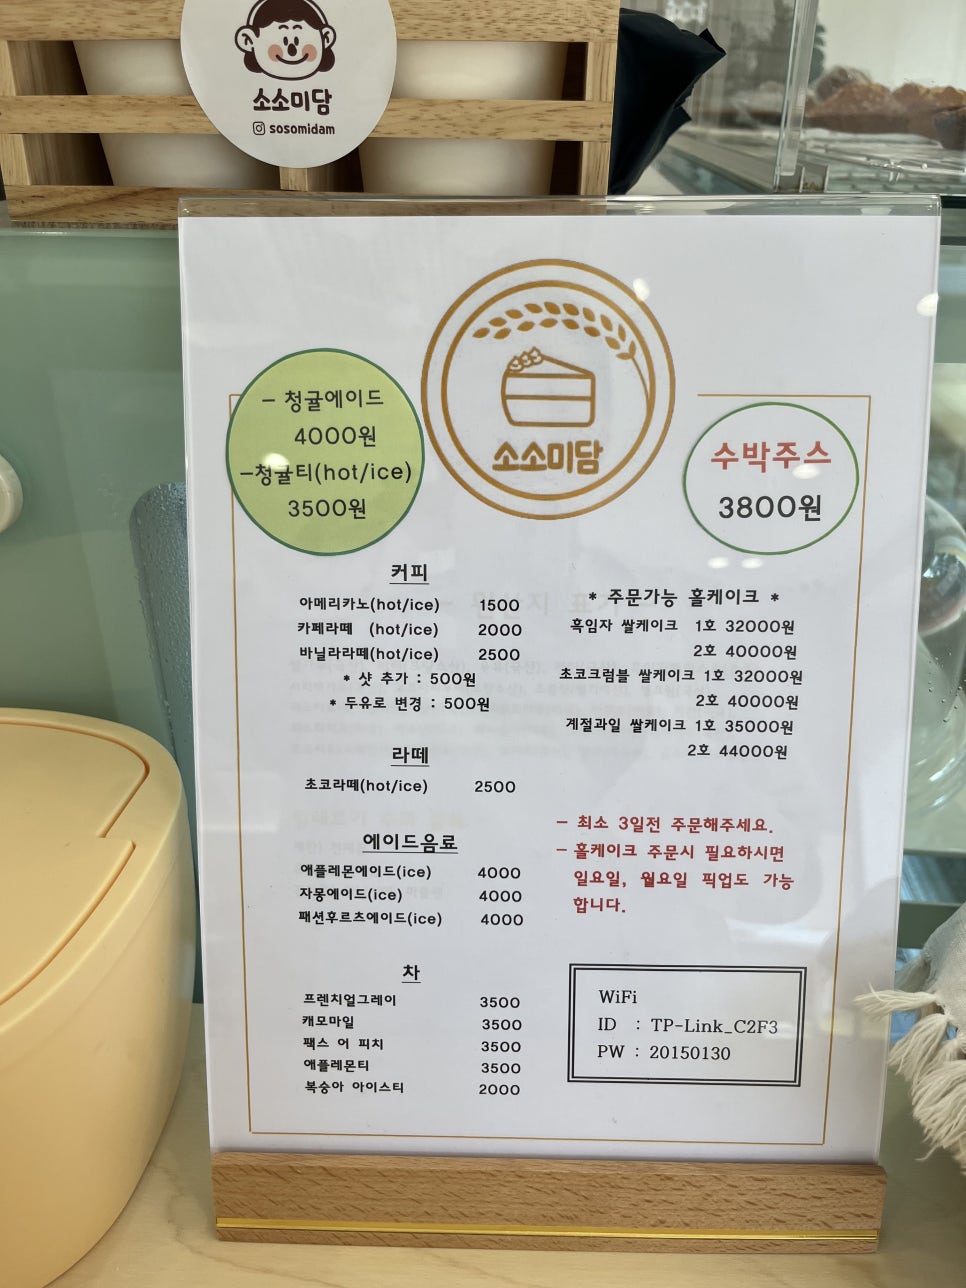 소소미담
sosomidam
- 청귤에이드
4000원
-청귤티(hot/ice)
3500원
소소미담
수박주스
3800원
커피
아메리카노(hot/ice) 1500
카페라떼 (hot/ice) 2000
바닐라라떼(hot/ice) 2500
* 샷 추가 : 500원
* 두유로 변경 : 500원
라떼
초코라떼(hot/ice) 2500
에이드음료
애플레몬에이드(ice) 4000
자몽에이드(ice) 4000
패션후르츠에이드(ice) 4000
차
프렌치얼그레이 3500
캐모마일 3500
팩스 어 피치 3500
애플레몬티 3500
복숭아 아이스티 2000
* 주문가능 홀케이크 *
흑임자 쌀케이크 1호 32000원
2호 40000원
초코크럼블 쌀케이크 1호 32000원
2호 40000원
계절과일 쌀케이크 1호 35000원
2호 44000원
- 최소 3일전 주문해주세요.
- 홀케이크 주문시 필요하시면
일요일, 월요일 픽업도 가능
합니다.
WiFi
ID : TP-Link_C2F3
PW : 20150130